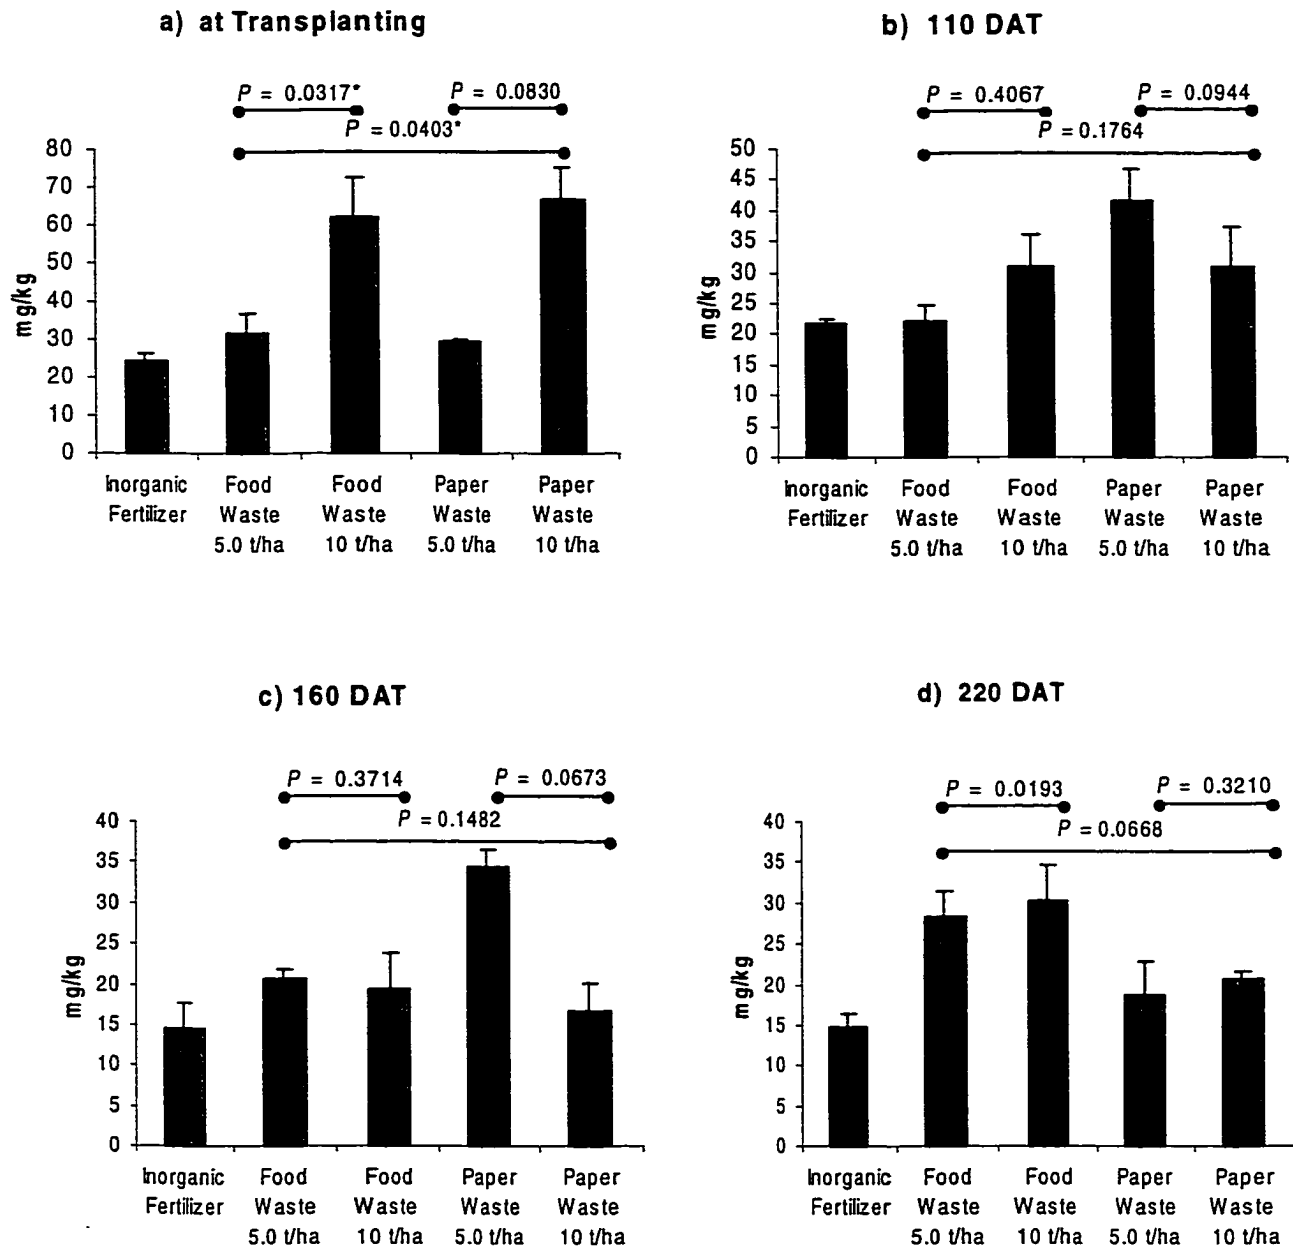 a) at Transplanting
P = 0.0317*
P = 0.0830
P = 0.0403*
80
70
60
50
40
30
20
10
0
mg/kg
Inorganic Fertilizer
Food Waste 5.0 t/ha
Food Waste 10 t/ha
Paper Waste 5.0 t/ha
Paper Waste 10 t/ha
b) 110 DAT
P = 0.4067
P = 0.0944
P = 0.1764
50
45
40
35
30
25
20
15
10
5
0
mg/kg
Inorganic Fertilizer
Food Waste 5.0 t/ha
Food Waste 10 t/ha
Paper Waste 5.0 t/ha
Paper Waste 10 t/ha
c) 160 DAT
P = 0.3714
P = 0.0673
P = 0.1482
40
35
30
25
20
15
10
5
0
mg/kg
Inorganic Fertilizer
Food Waste 5.0 t/ha
Food Waste 10 t/ha
Paper Waste 5.0 t/ha
Paper Waste 10 t/ha
d) 220 DAT
P = 0.0193
P = 0.3210
P = 0.0668
40
35
30
25
20
15
10
5
0
mg/kg
Inorganic Fertilizer
Food Waste 5.0 t/ha
Food Waste 10 t/ha
Paper Waste 5.0 t/ha
Paper Waste 10 t/ha